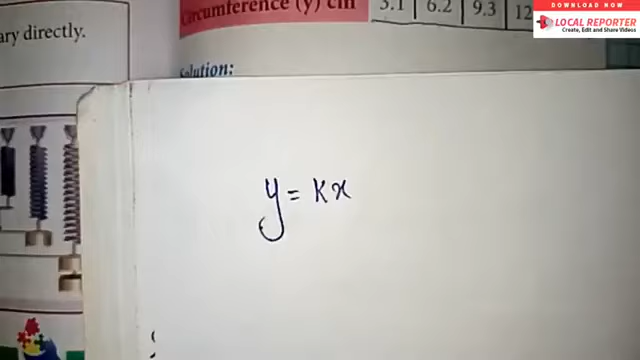 DOWNLOAD NOW
LOCAL REPORTER
Create, Edit and Share Videos
Circumference (y) cm 3.1 6.2 9.3 12
ary directly.
Solution:
y = kx